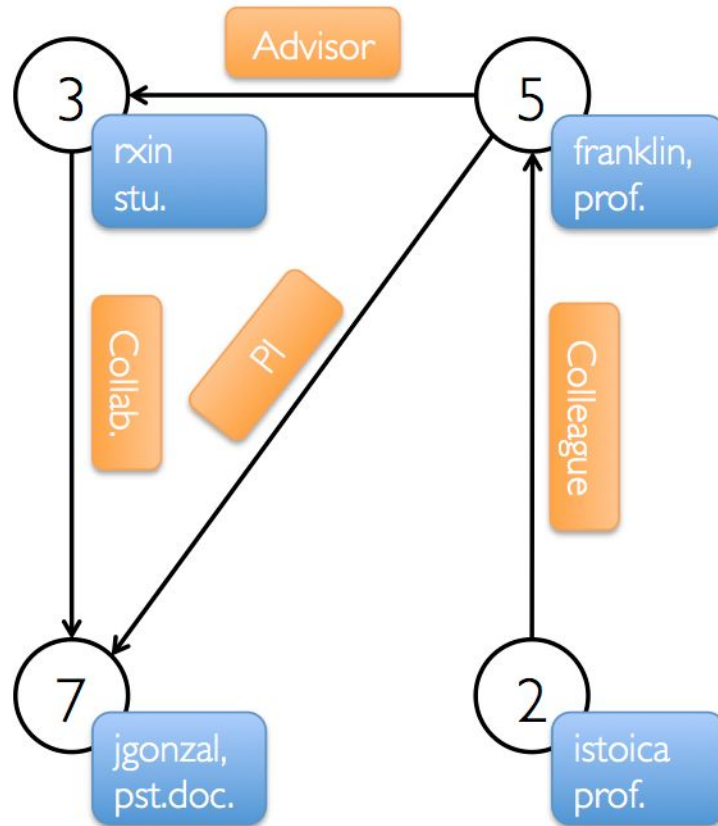 Advisor
3
5
rxin
stu.
franklin,
prof.
Collab.
PI
Colleague
7
2
jgonzal,
pst.doc.
istoica
prof.